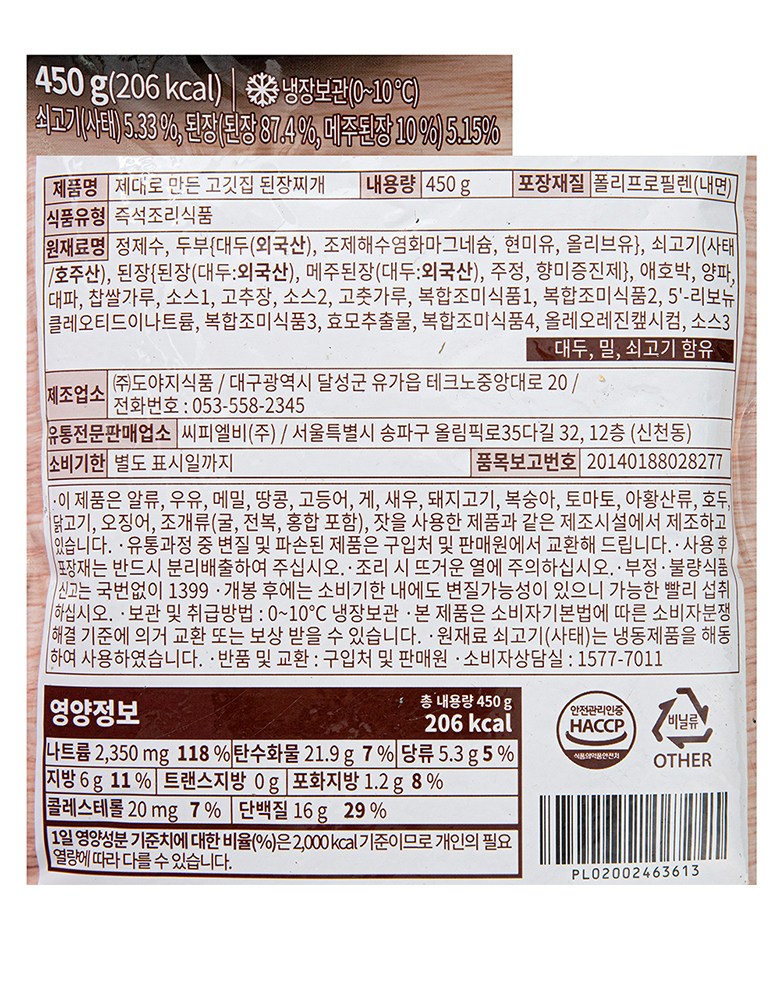 450 g(206 kcal) | 냉장보관(0~10℃)
쇠고기(사태) 5.33 %, 된장(된장 87.4 %, 메주된장 10 %) 5.15%
제품명 제대로 만든 고깃집 된장찌개 내용량 450 g 포장재질 폴리프로필렌(내면)
식품유형 즉석조리식품
원재료명 정제수, 두부{대두(외국산), 조제해수염화마그네슘, 현미유, 올리브유}, 쇠고기(사태
/호주산), 된장{된장(대두:외국산), 메주된장(대두:외국산), 주정, 향미증진제}, 애호박, 양파,
대파, 찹쌀가루, 소스1, 고추장, 소스2, 고춧가루, 복합조미식품1, 복합조미식품2, 5'-리보뉴
클레오티드이나트륨, 복합조미식품3, 효모추출물, 복합조미식품4, 올레오레진캪시컴, 소스3
대두, 밀, 쇠고기 함유
제조업소 ㈜도야지식품 / 대구광역시 달성군 유가읍 테크노중앙대로 20 /
전화번호 : 053-558-2345
유통전문판매업소 씨피엘비(주) / 서울특별시 송파구 올림픽로35다길 32, 12층 (신천동)
소비기한 별도 표시일까지 품목보고번호 20140188028277
·이 제품은 알류, 우유, 메밀, 땅콩, 고등어, 게, 새우, 돼지고기, 복숭아, 토마토, 아황산류, 호두,
닭고기, 오징어, 조개류(굴, 전복, 홍합 포함), 잣을 사용한 제품과 같은 제조시설에서 제조하고
있습니다. ·유통과정 중 변질 및 파손된 제품은 구입처 및 판매원에서 교환해 드립니다. ·사용 후
포장재는 반드시 분리배출하여 주십시오. ·조리 시 뜨거운 열에 주의하십시오. ·부정·불량식품
신고는 국번없이 1399 ·개봉 후에는 소비기한 내에도 변질가능성이 있으니 가능한 빨리 섭취
하십시오. ·보관 및 취급방법 : 0~10℃ 냉장보관 ·본 제품은 소비자기본법에 따른 소비자분쟁
해결 기준에 의거 교환 또는 보상 받을 수 있습니다. ·원재료 쇠고기(사태)는 냉동제품을 해동
하여 사용하였습니다. ·반품 및 교환 : 구입처 및 판매원 ·소비자상담실 : 1577-7011
영양정보 총 내용량 450 g
206 kcal
나트륨 2,350 mg 118 % 탄수화물 21.9 g 7 % 당류 5.3 g 5 %
지방 6 g 11 % 트랜스지방 0 g 포화지방 1.2 g 8 %
콜레스테롤 20 mg 7 % 단백질 16 g 29 %
1일 영양성분 기준치에 대한 비율(%)은 2,000 kcal 기준이므로 개인의 필요
열량에 따라 다를 수 있습니다.
안전관리인증
HACCP
식품의약품안전처
비닐류
OTHER
PL02002463613